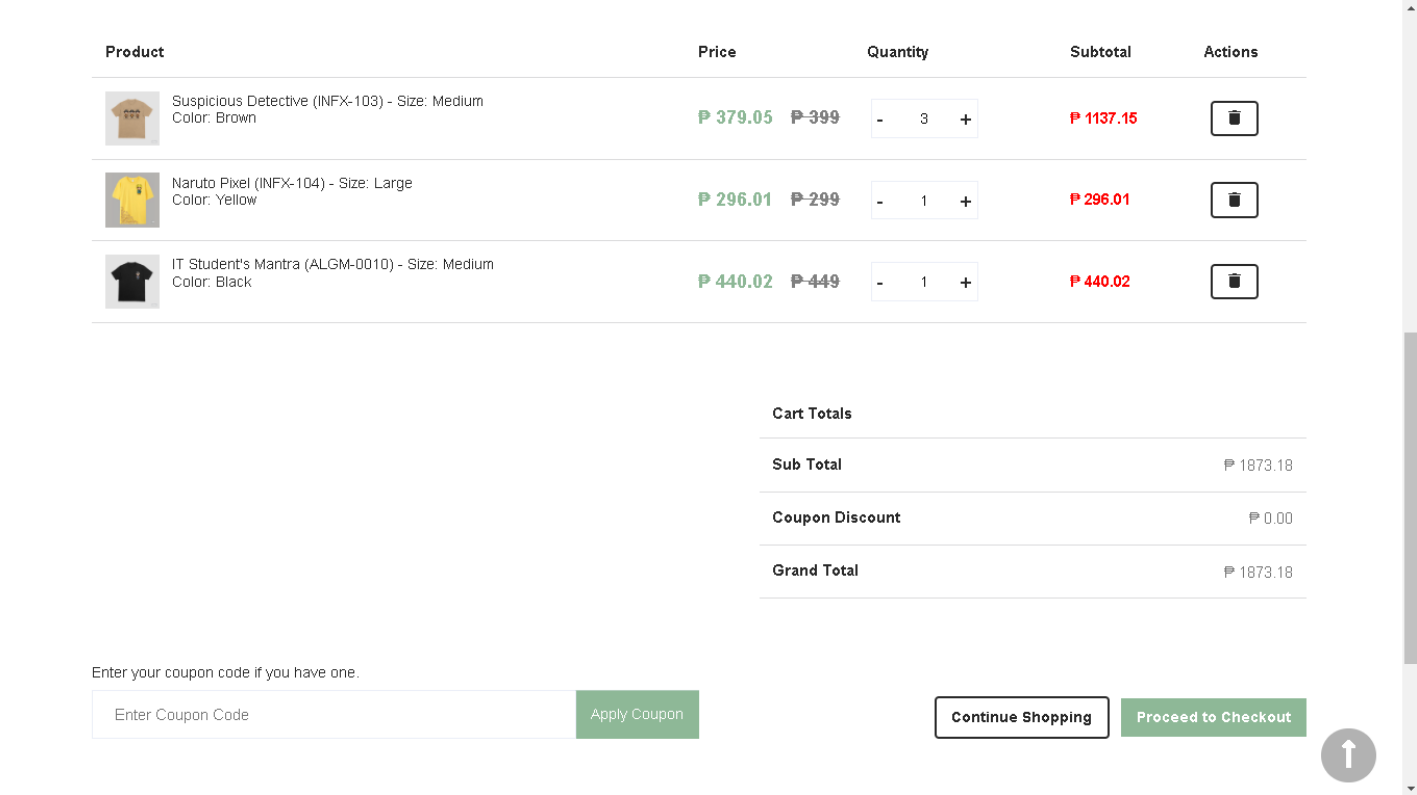 Product Price Quantity Subtotal Actions
Suspicious Detective (INFX-103) - Size: Medium
Color: Brown
₱ 379.05 ₱ 399 - 3 + ₱ 1137.15
Naruto Pixel (INFX-104) - Size: Large
Color: Yellow
₱ 296.01 ₱ 299 - 1 + ₱ 296.01
IT Student's Mantra (ALGM-0010) - Size: Medium
Color: Black
₱ 440.02 ₱ 449 - 1 + ₱ 440.02
Cart Totals
Sub Total ₱ 1873.18
Coupon Discount ₱ 0.00
Grand Total ₱ 1873.18
Enter your coupon code if you have one.
Enter Coupon Code Apply Coupon Continue Shopping Proceed to Checkout